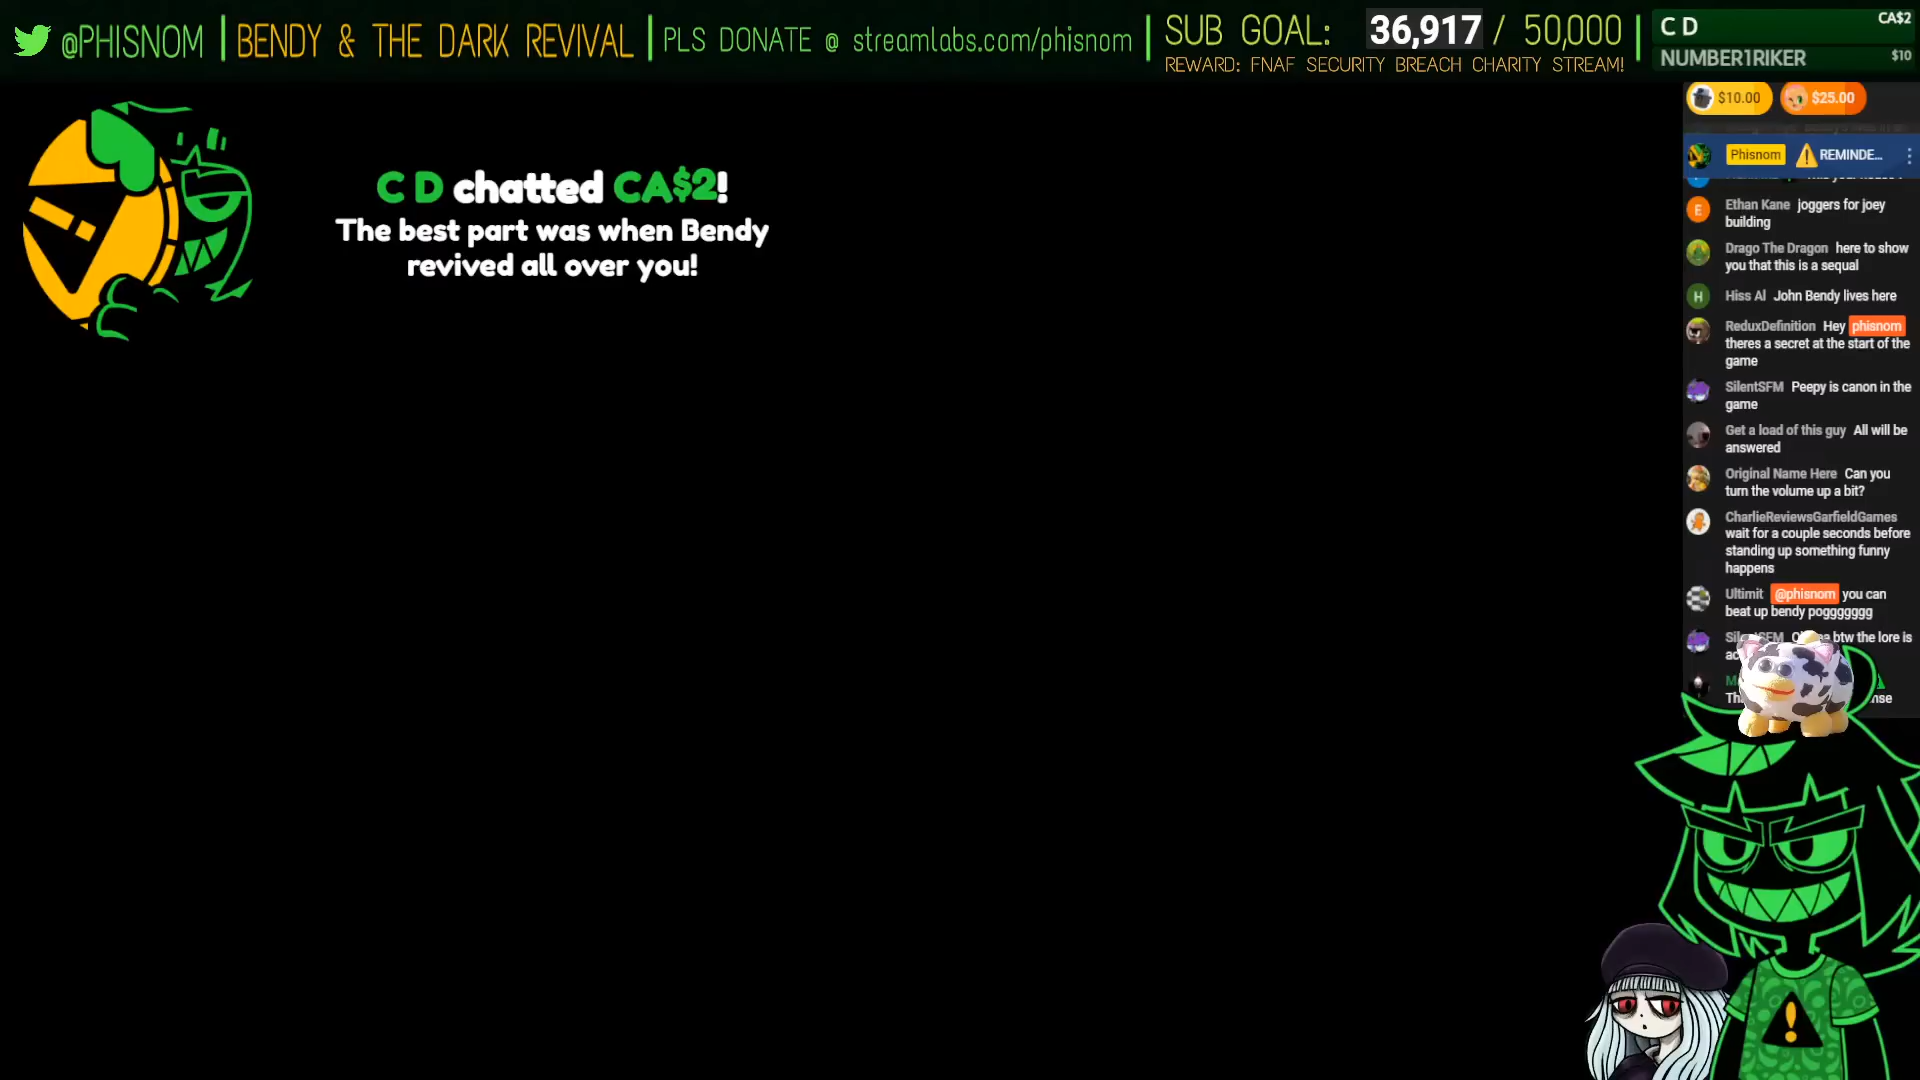 @PHISNOM
BENDY & THE DARK REVIVAL
PLS DONATE @ streamlabs.com/phisnom
SUB GOAL: 36,917 / 50,000
REWARD: FNAF SECURITY BREACH CHARITY STREAM!
C D CA$2
NUMBER1RIKER $10
$10.00 $25.00
Phisnom ⚠ REMINDE...
C D chatted CA$2!
The best part was when Bendy
revived all over you!
Ethan Kane joggers for joey
building
Drago The Dragon here to show
you that this is a sequal
H Hiss Al John Bendy lives here
ReduxDefinition Hey phisnom
theres a secret at the start of the
game
SilentSFM Peepy is canon in the
game
Get a load of this guy All will be
answered
Original Name Here Can you
turn the volume up a bit?
CharlieReviewsGarfieldGames
wait for a couple seconds before
standing up something funny
happens
Ultimit @phisnom you can
beat up bendy poggggggg
btw the lore is